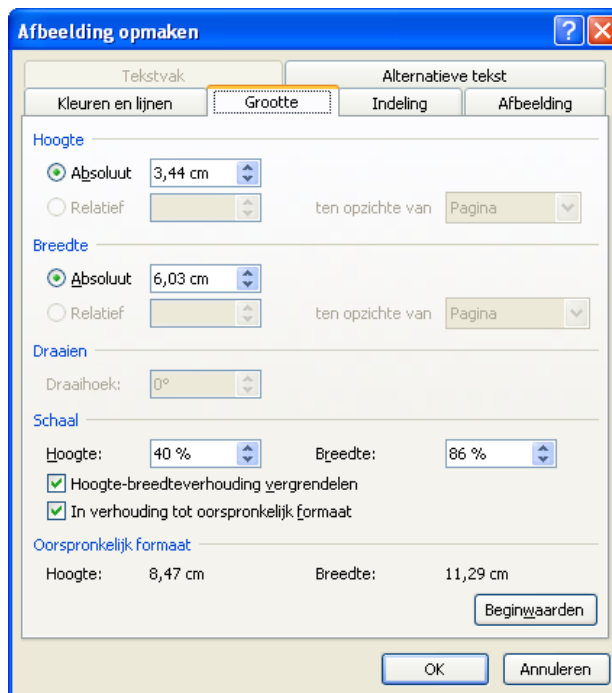 Afbeelding opmaken
Tekstvak Alternatieve tekst
Kleuren en lijnen Grootte Indeling Afbeelding
Hoogte
Absoluut 3,44 cm
Relatief ten opzichte van Pagina
Breedte
Absoluut 6,03 cm
Relatief ten opzichte van Pagina
Draaien
Draaihoek: 0°
Schaal
Hoogte: 40 % Breedte: 86 %
Hoogte-breedteverhouding vergrendelen
In verhouding tot oorspronkelijk formaat
Oorspronkelijk formaat
Hoogte: 8,47 cm Breedte: 11,29 cm
Beginwaarden
OK Annuleren